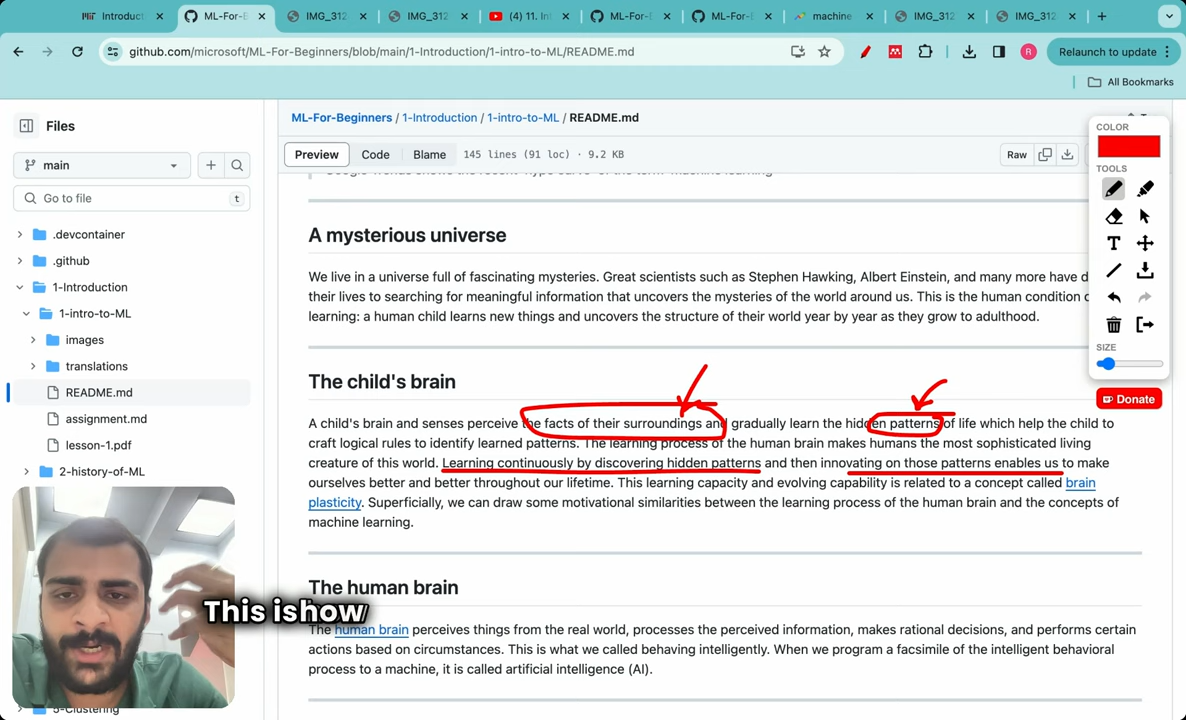 Introduct
ML-For-B
IMG_312
IMG_312
(4) 11. In
ML-For-
ML-For-
machine
IMG_312
IMG_312
github.com/microsoft/ML-For-Beginners/blob/main/1-Introduction/1-intro-to-ML/README.md
R
Relaunch to update
All Bookmarks
Files
ML-For-Beginners / 1-Introduction / 1-intro-to-ML / README.md
main
Preview Code Blame 145 lines (91 loc) · 9.2 KB
Raw
Go to file
t
.devcontainer
.github
1-Introduction
1-intro-to-ML
images
translations
README.md
assignment.md
lesson-1.pdf
2-history-of-ML
5-Clustering
A mysterious universe
We live in a universe full of fascinating mysteries. Great scientists such as Stephen Hawking, Albert Einstein, and many more have d
their lives to searching for meaningful information that uncovers the mysteries of the world around us. This is the human condition o
learning: a human child learns new things and uncovers the structure of their world year by year as they grow to adulthood.
The child's brain
A child's brain and senses perceive the facts of their surroundings and gradually learn the hidden patterns of life which help the child to
craft logical rules to identify learned patterns. The learning process of the human brain makes humans the most sophisticated living
creature of this world. Learning continuously by discovering hidden patterns and then innovating on those patterns enables us to make
ourselves better and better throughout our lifetime. This learning capacity and evolving capability is related to a concept called brain
plasticity. Superficially, we can draw some motivational similarities between the learning process of the human brain and the concepts of
machine learning.
The human brain
The human brain perceives things from the real world, processes the perceived information, makes rational decisions, and performs certain
actions based on circumstances. This is what we called behaving intelligently. When we program a facsimile of the intelligent behavioral
process to a machine, it is called artificial intelligence (AI).
COLOR
TOOLS
T
SIZE
Donate
This ishow